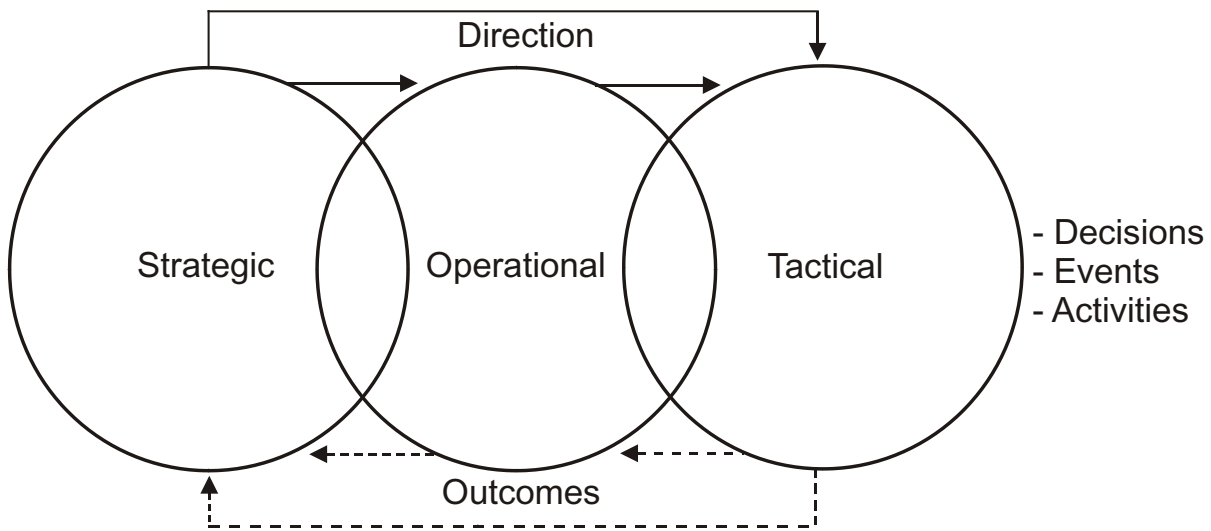 Direction
Strategic
Operational
Tactical
- Decisions
- Events
- Activities
Outcomes